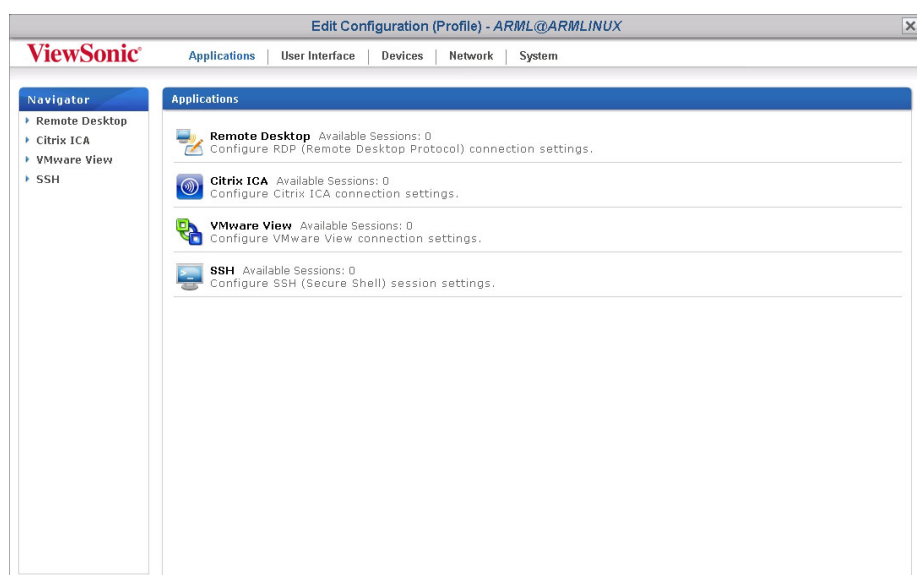 Edit Configuration (Profile) - ARML@ARMLINUX
ViewSonic®
Applications | User Interface | Devices | Network | System
Navigator
Remote Desktop
Citrix ICA
VMware View
SSH
Applications
Remote Desktop Available Sessions: 0
Configure RDP (Remote Desktop Protocol) connection settings.
Citrix ICA Available Sessions: 0
Configure Citrix ICA connection settings.
VMware View Available Sessions: 0
Configure VMware View connection settings.
SSH Available Sessions: 0
Configure SSH (Secure Shell) session settings.